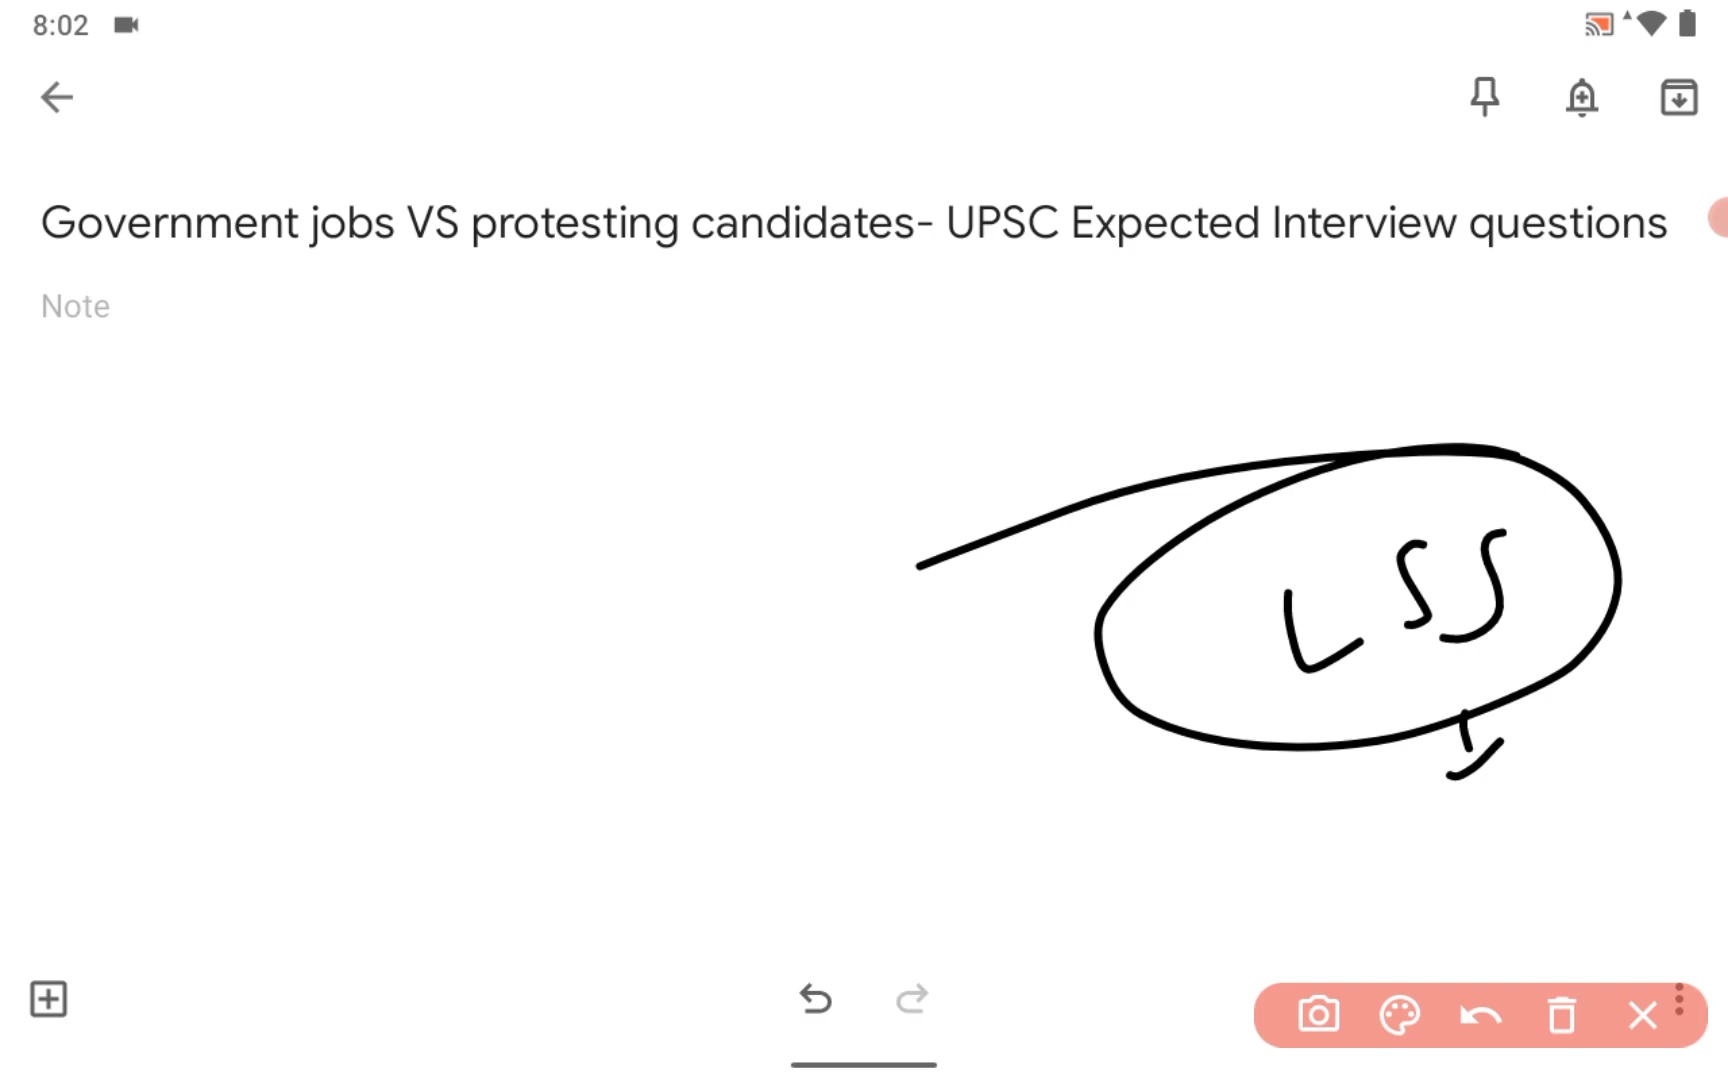 8:02
Government jobs VS protesting candidates- UPSC Expected Interview questions
Note
LSS